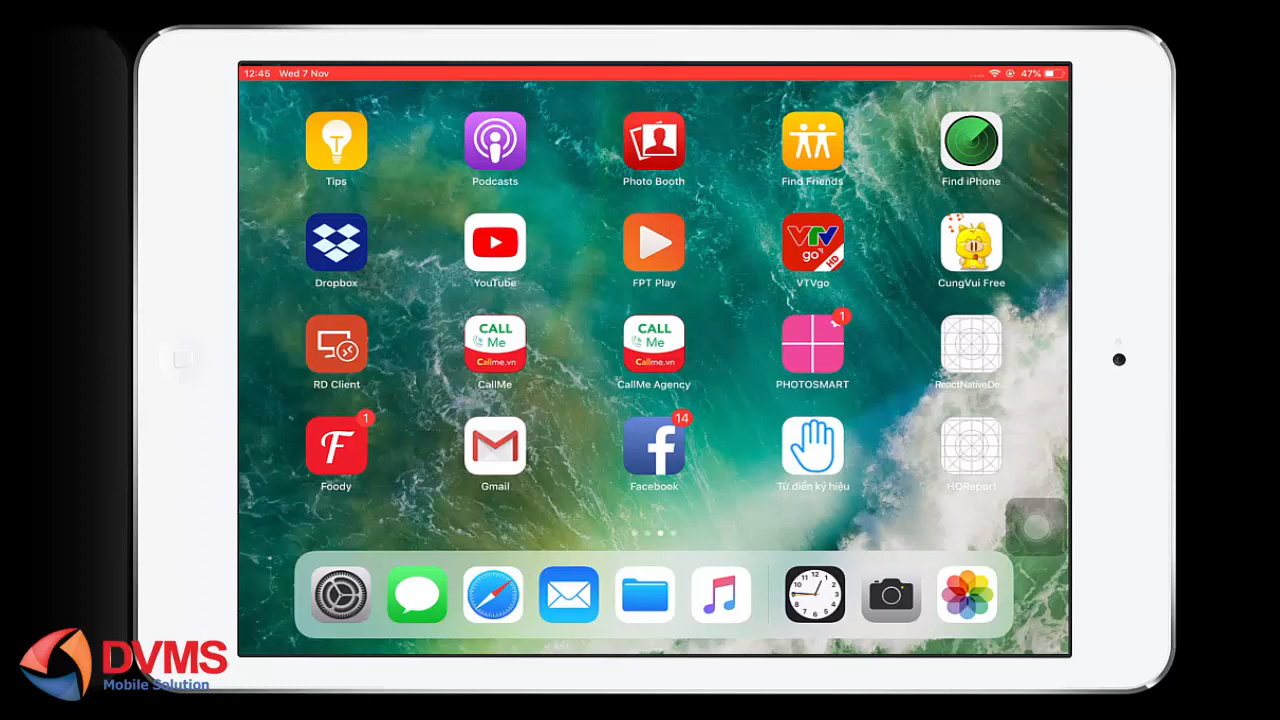 12:45 Wed 7 Nov 47%
Tips Podcasts Photo Booth Find Friends Find iPhone
VTV go HD
Dropbox YouTube FPT Play VTVgo CungVui Free
CALL Me Callme.vn CALL Me Callme.vn 1
RD Client CallMe CallMe Agency PHOTOSMART ReactNativeDe...
1 F 14 f
Foody Gmail Facebook Từ điển ký hiệu HQReport
DVMS
Mobile Solution